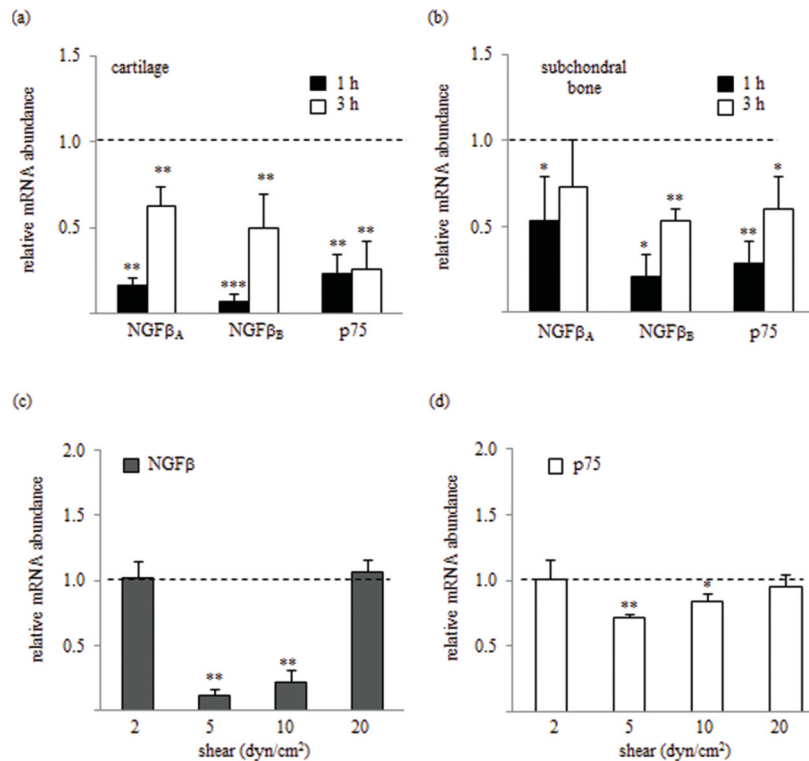 (a)
1.5
cartilage
1 h
3 h
1.0
**
**
**
**
***
**
0.5
relative mRNA abundance
NGFβA
NGFβB
p75
(b)
1.5
subchondral
bone
1 h
3 h
1.0
*
*
**
*
**
0.5
relative mRNA abundance
NGFβA
NGFβB
p75
(c)
2.0
NGFβ
1.5
1.0
**
**
0.5
relative mRNA abundance
2
5
10
20
shear (dyn/cm²)
(d)
2.0
p75
1.5
1.0
**
*
0.5
relative mRNA abundance
2
5
10
20
shear (dyn/cm²)